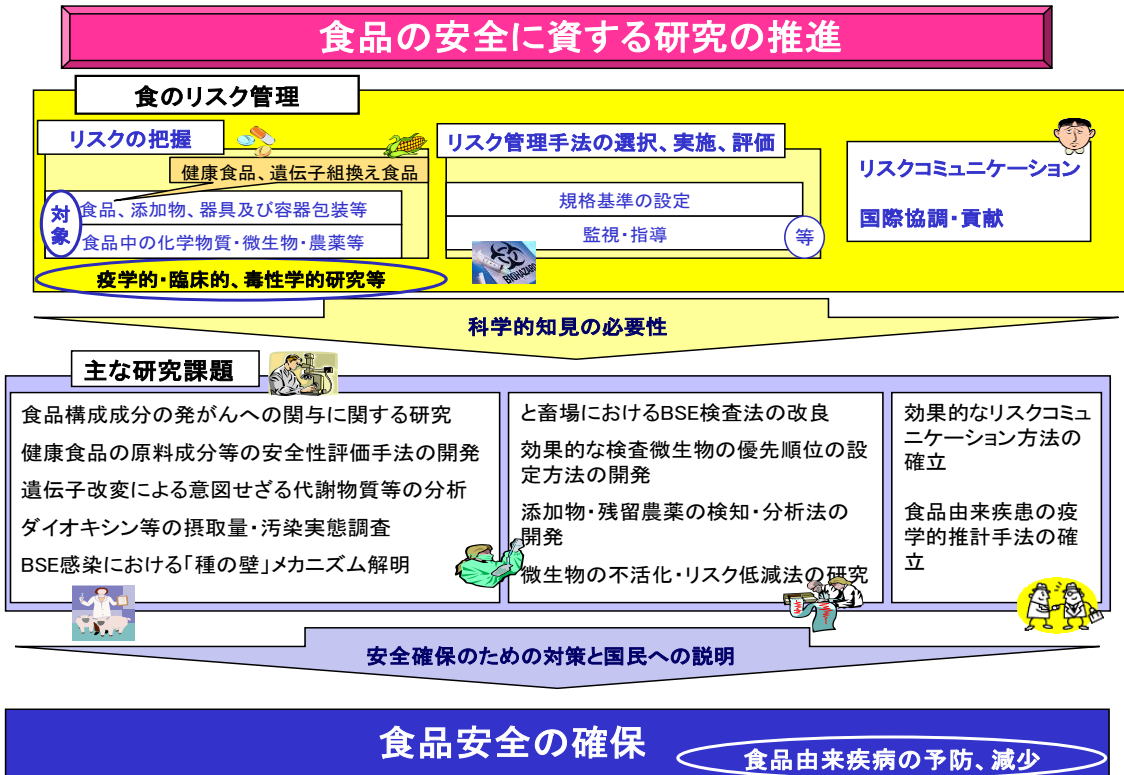 食品の安全に資する研究の推進
食のリスク管理
リスクの把握
健康食品、遺伝子組換え食品
対象
食品、添加物、器具及び容器包装等
食品中の化学物質・微生物・農薬等
疫学的・臨床的、毒性学的研究等
リスク管理手法の選択、実施、評価
規格基準の設定
監視・指導
等
BIOHAZARD
リスクコミュニケーション
国際協調・貢献
科学的知見の必要性
主な研究課題
食品構成成分の発がんへの関与に関する研究
健康食品の原料成分等の安全性評価手法の開発
遺伝子改変による意図せざる代謝物質等の分析
ダイオキシン等の摂取量・汚染実態調査
BSE感染における「種の壁」メカニズム解明
と畜場におけるBSE検査法の改良
効果的な検査微生物の優先順位の設
定方法の開発
添加物・残留農薬の検知・分析法の
開発
微生物の不活化・リスク低減法の研究
効果的なリスクコミュ
ニケーション方法の
確立
食品由来疾患の疫
学的推計手法の確
立
安全確保のための対策と国民への説明
食品安全の確保
食品由来疾病の予防、減少